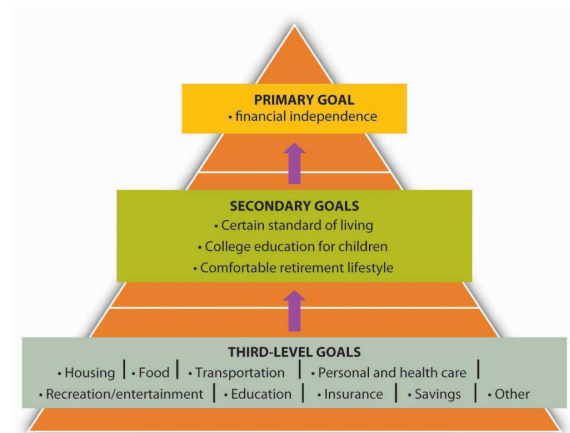 PRIMARY GOAL
• financial independence
SECONDARY GOALS
• Certain standard of living
• College education for children
• Comfortable retirement lifestyle
THIRD-LEVEL GOALS
• Housing | • Food | • Transportation | • Personal and health care |
• Recreation/entertainment | • Education | • Insurance | • Savings | • Other